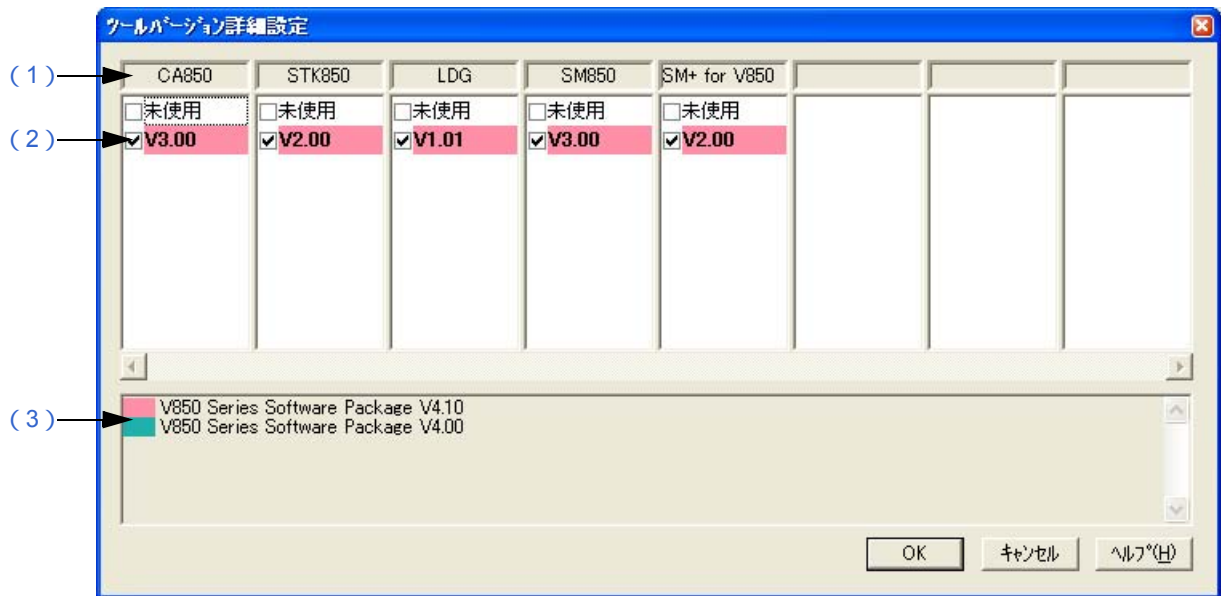 ツールバージョン詳細設定
(1)
CA850 STK850 LDG SM850 SM+ for V850
未使用 未使用 未使用 未使用 未使用
(2)
V3.00 V2.00 V1.01 V3.00 V2.00
(3)
V850 Series Software Package V4.10
V850 Series Software Package V4.00
OK キャンセル ヘルプ(H)